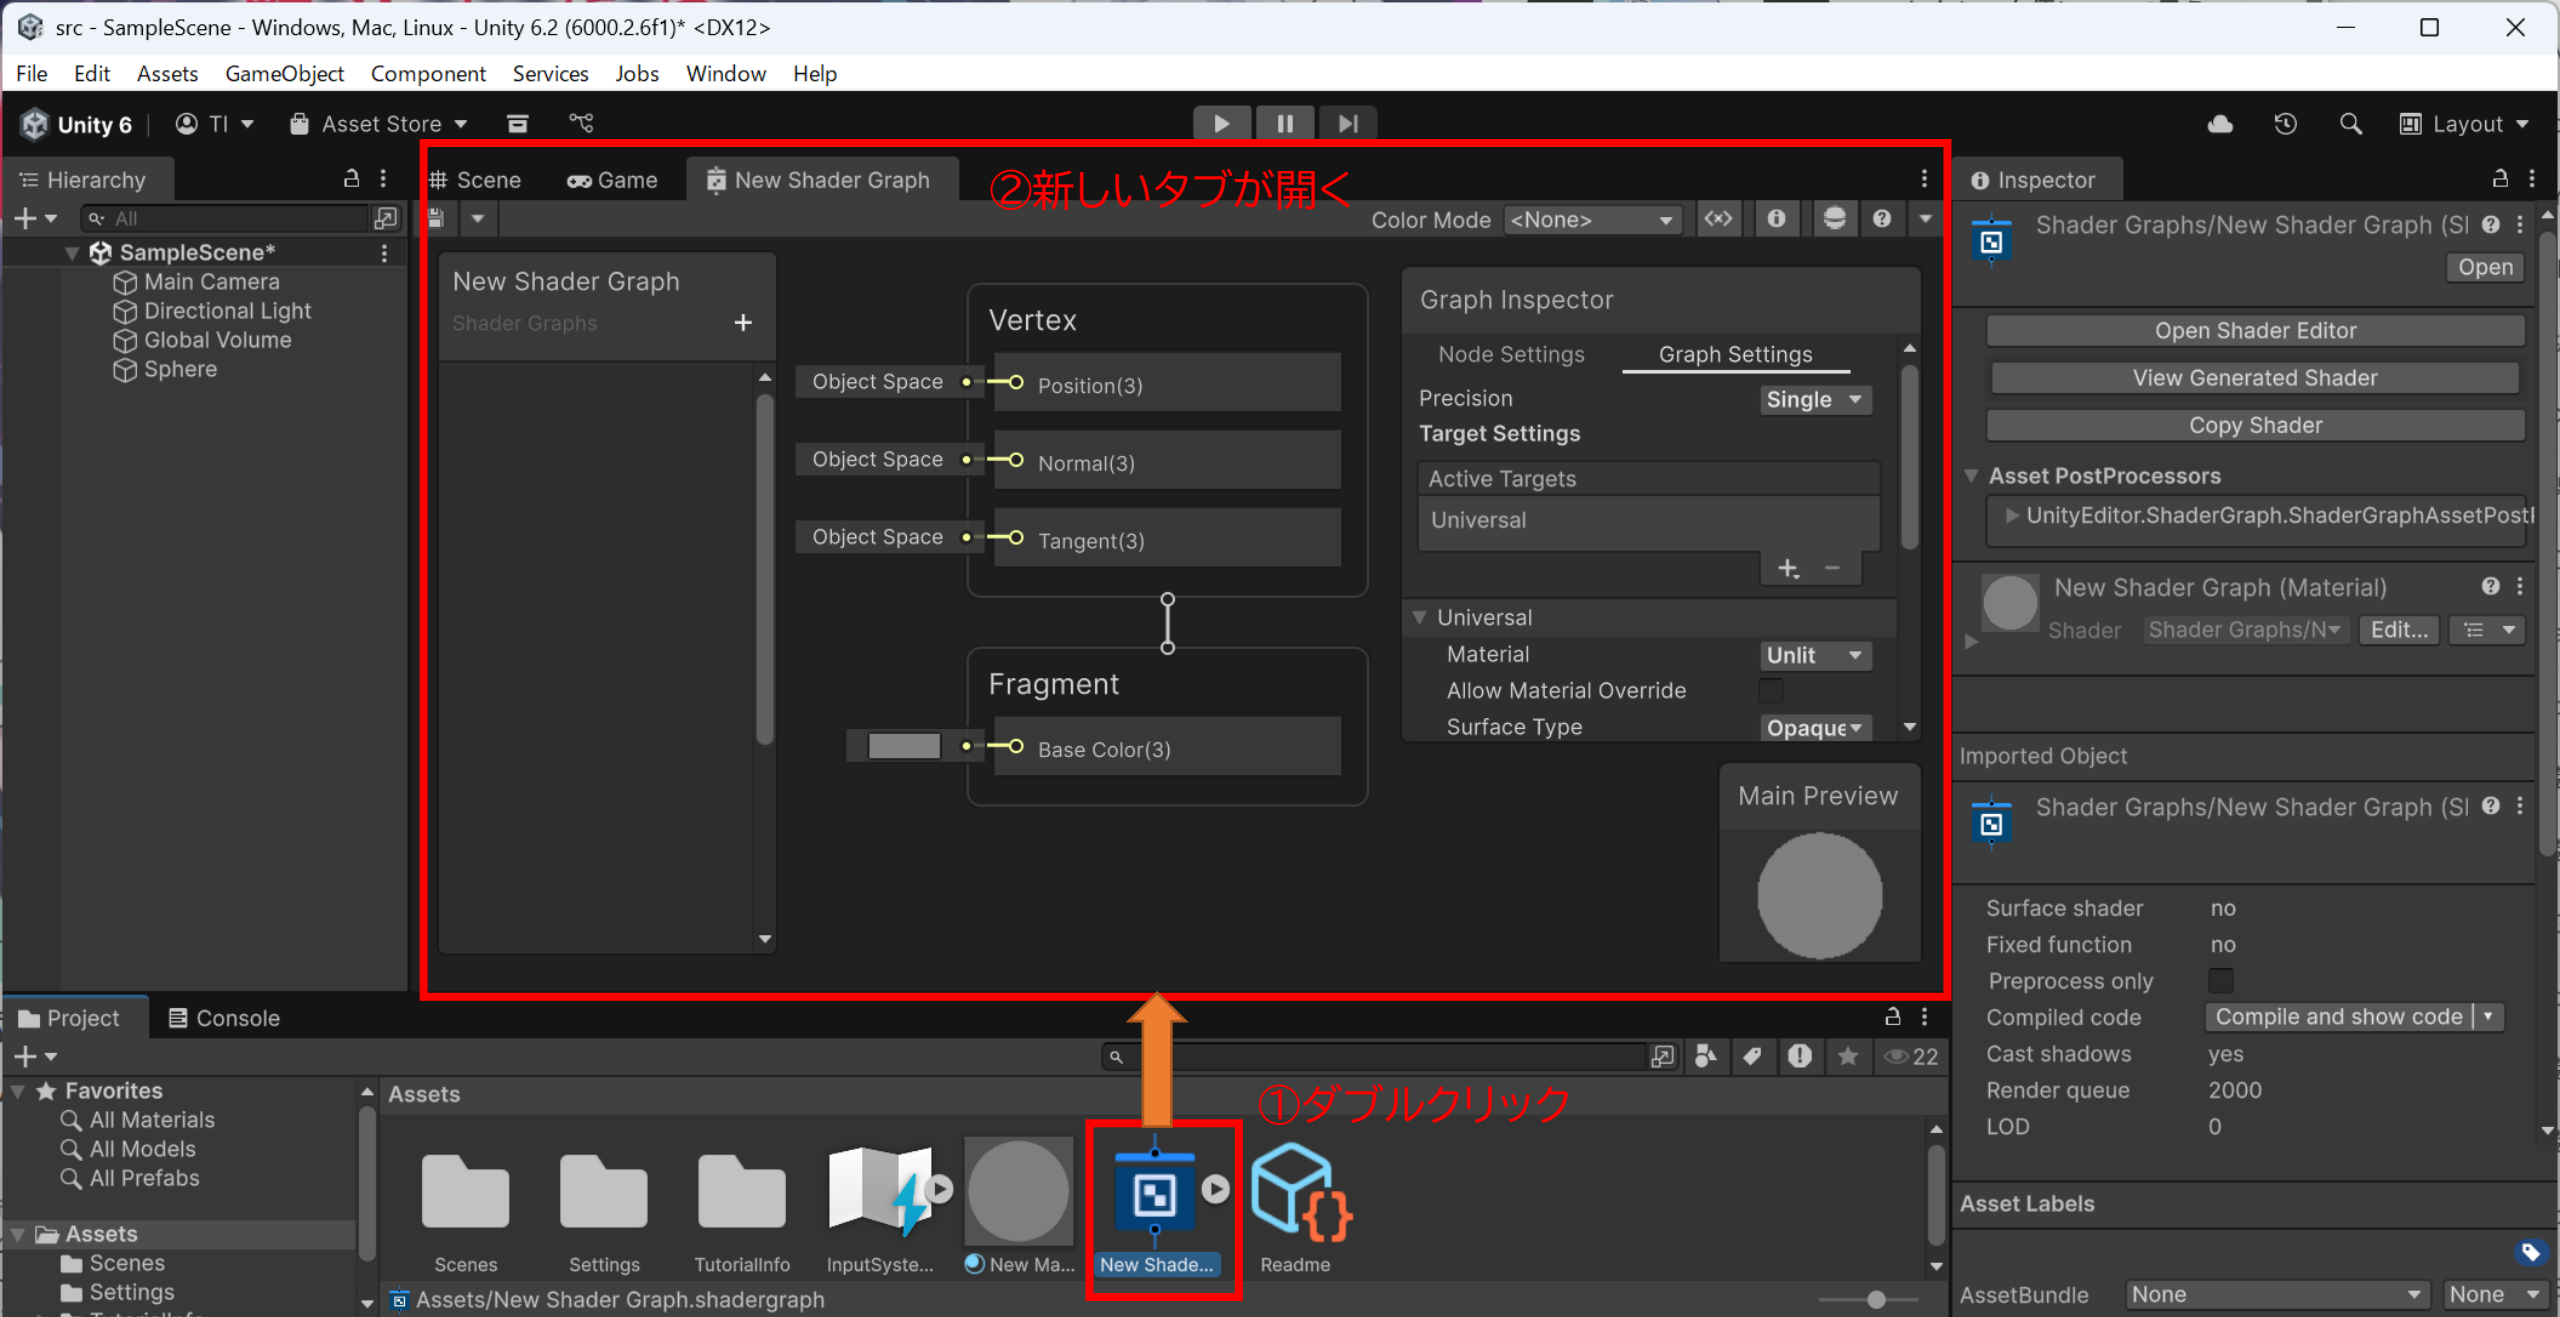 src - SampleScene - Windows, Mac, Linux - Unity 6.2 (6000.2.6f1)* <DX12>
File Edit Assets GameObject Component Services Jobs Window Help
Unity 6 TI Asset Store Layout
Hierarchy
All
SampleScene*
Main Camera
Directional Light
Global Volume
Sphere
Scene Game New Shader Graph
②新しいタブが開く
Color Mode <None>
New Shader Graph
Shader Graphs
Vertex
Object Space Position(3)
Object Space Normal(3)
Object Space Tangent(3)
Fragment
Base Color(3)
Graph Inspector
Node Settings Graph Settings
Precision Single
Target Settings
Active Targets
Universal
Universal
Material Unlit
Allow Material Override
Surface Type Opaque
Main Preview
Inspector
Shader Graphs/New Shader Graph (Sl
Open
Open Shader Editor
View Generated Shader
Copy Shader
Asset PostProcessors
UnityEditor.ShaderGraph.ShaderGraphAssetPost
New Shader Graph (Material)
Shader Shader Graphs/N Edit...
Imported Object
Shader Graphs/New Shader Graph (Sl
Surface shader no
Fixed function no
Preprocess only
Compiled code Compile and show code
Cast shadows yes
Render queue 2000
LOD 0
Asset Labels
AssetBundle None None
Project Console
22
Favorites
All Materials
All Models
All Prefabs
Assets
Scenes
Settings
Assets
①ダブルクリック
Scenes Settings TutorialInfo InputSyste... New Ma... New Shade... Readme
Assets/New Shader Graph.shadergraph